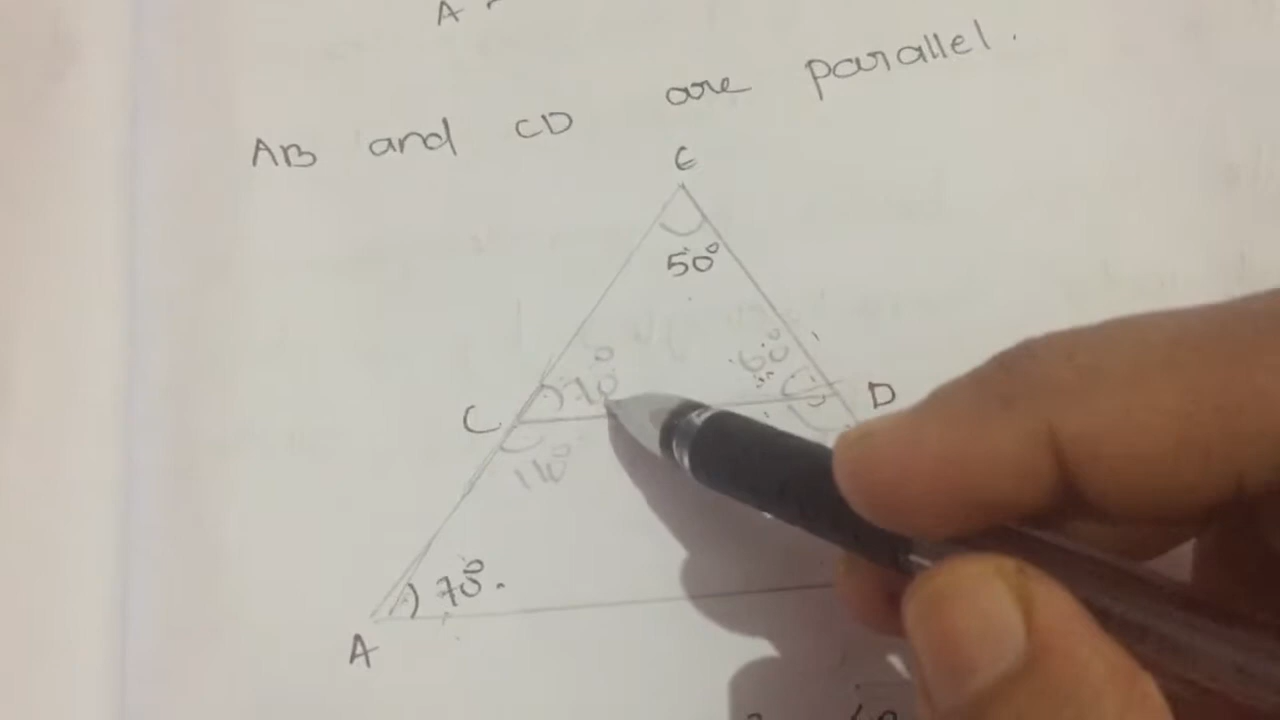 A
AB and CD are parallel.
E
50°
60°
C 70° D
110°
A 70°.